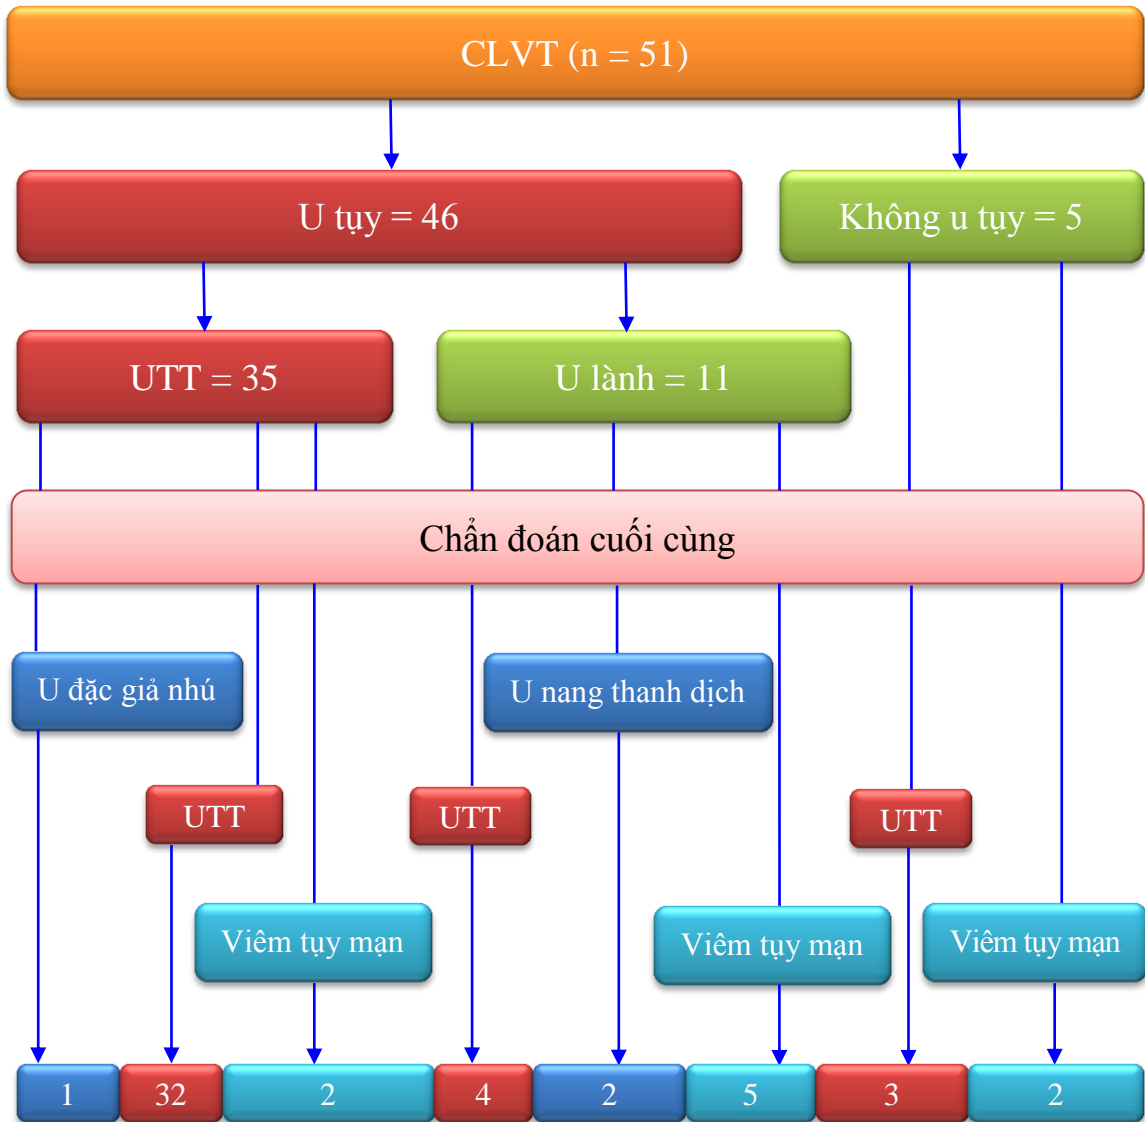 CLVT (n = 51)
U tụy = 46
Không u tụy = 5
UTT = 35
U lành = 11
Chẩn đoán cuối cùng
U đặc giả nhú
U nang thanh dịch
UTT
UTT
UTT
Viêm tụy mạn
Viêm tụy mạn
Viêm tụy mạn
1
32
2
4
2
5
3
2